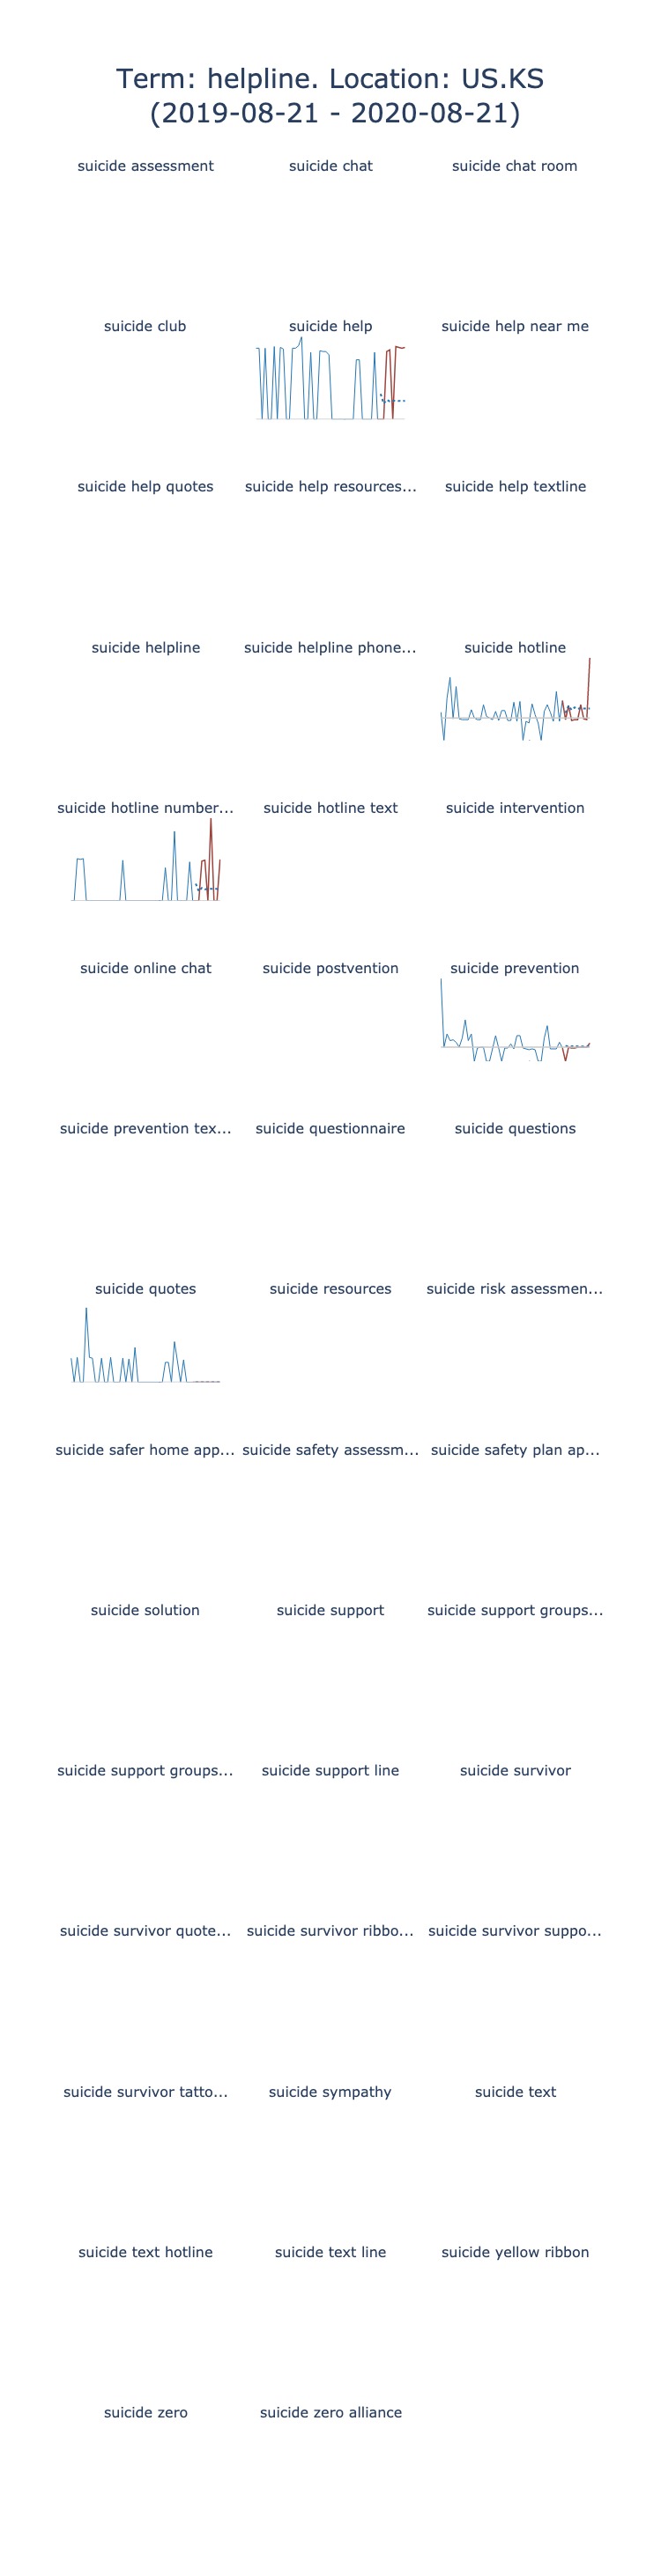 Term: helpline. Location: US.KS
(2019-08-21 - 2020-08-21)
suicide assessment
suicide chat
suicide chat room
suicide club
suicide help
suicide help near me
suicide help quotes
suicide help resources...
suicide help textline
suicide helpline
suicide helpline phone...
suicide hotline
suicide hotline number...
suicide hotline text
suicide intervention
suicide online chat
suicide postvention
suicide prevention
suicide prevention tex...
suicide questionnaire
suicide questions
suicide quotes
suicide resources
suicide risk assessmen...
suicide safer home app...
suicide safety assessm...
suicide safety plan ap...
suicide solution
suicide support
suicide support groups...
suicide support groups...
suicide support line
suicide survivor
suicide survivor quote...
suicide survivor ribbo...
suicide survivor suppo...
suicide survivor tatto...
suicide sympathy
suicide text
suicide text hotline
suicide text line
suicide yellow ribbon
suicide zero
suicide zero alliance